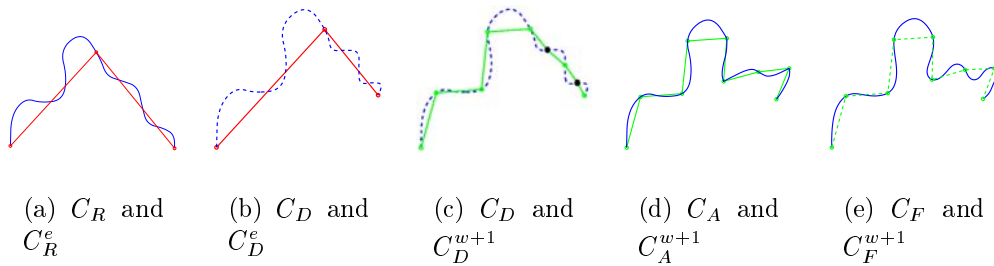 (a) C_R and
C_R^e
(b) C_D and
C_D^e
(c) C_D and
C_D^{w+1}
(d) C_A and
C_A^{w+1}
(e) C_F and
C_F^{w+1}